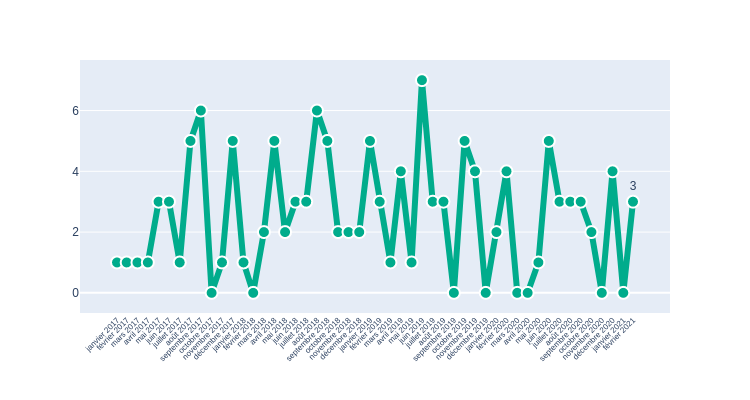 6
4
2
0
3
janvier 2017
février 2017
mars 2017
avril 2017
mai 2017
juin 2017
juillet 2017
août 2017
septembre 2017
octobre 2017
novembre 2017
décembre 2017
janvier 2018
février 2018
mars 2018
avril 2018
mai 2018
juin 2018
juillet 2018
août 2018
septembre 2018
octobre 2018
novembre 2018
décembre 2018
janvier 2019
février 2019
mars 2019
avril 2019
mai 2019
juin 2019
juillet 2019
août 2019
septembre 2019
octobre 2019
novembre 2019
décembre 2019
janvier 2020
février 2020
mars 2020
avril 2020
mai 2020
juin 2020
juillet 2020
août 2020
septembre 2020
octobre 2020
novembre 2020
décembre 2020
janvier 2021
février 2021